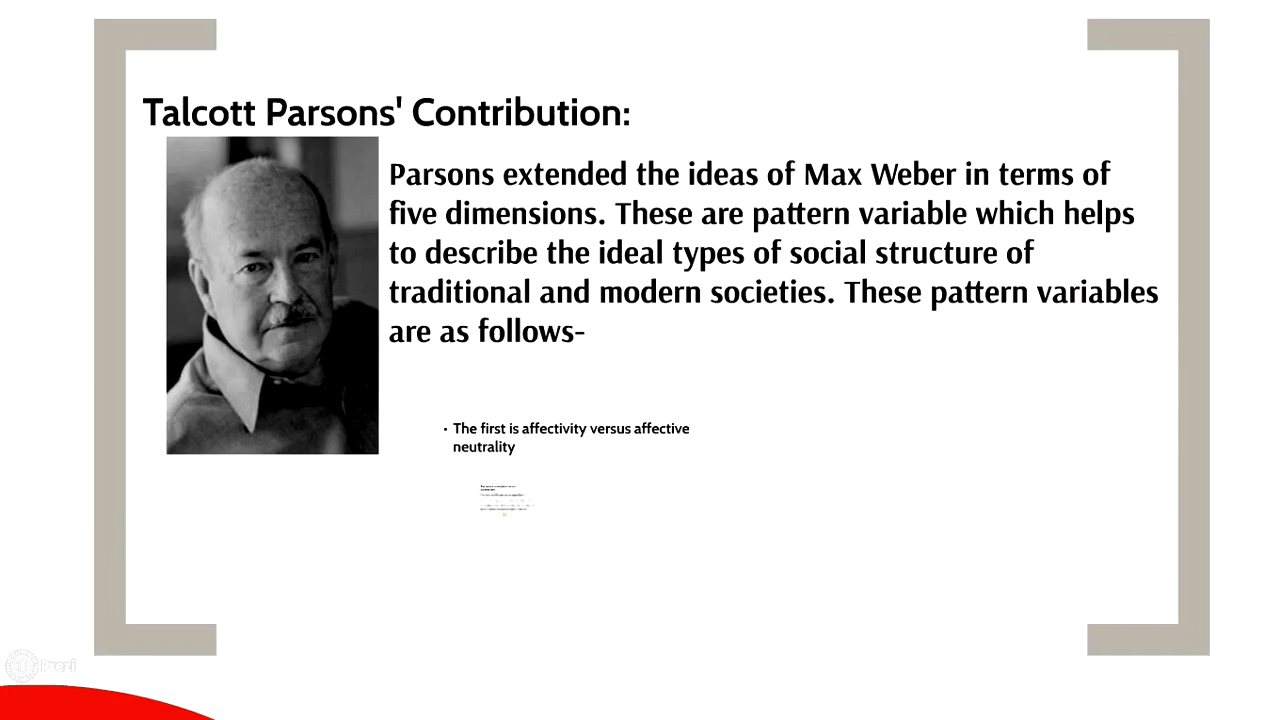 Talcott Parsons' Contribution:
Parsons extended the ideas of Max Weber in terms of
five dimensions. These are pattern variable which helps
to describe the ideal types of social structure of
traditional and modern societies. These pattern variables
are as follows-
• The first is affectivity versus affective
neutrality
Prezi